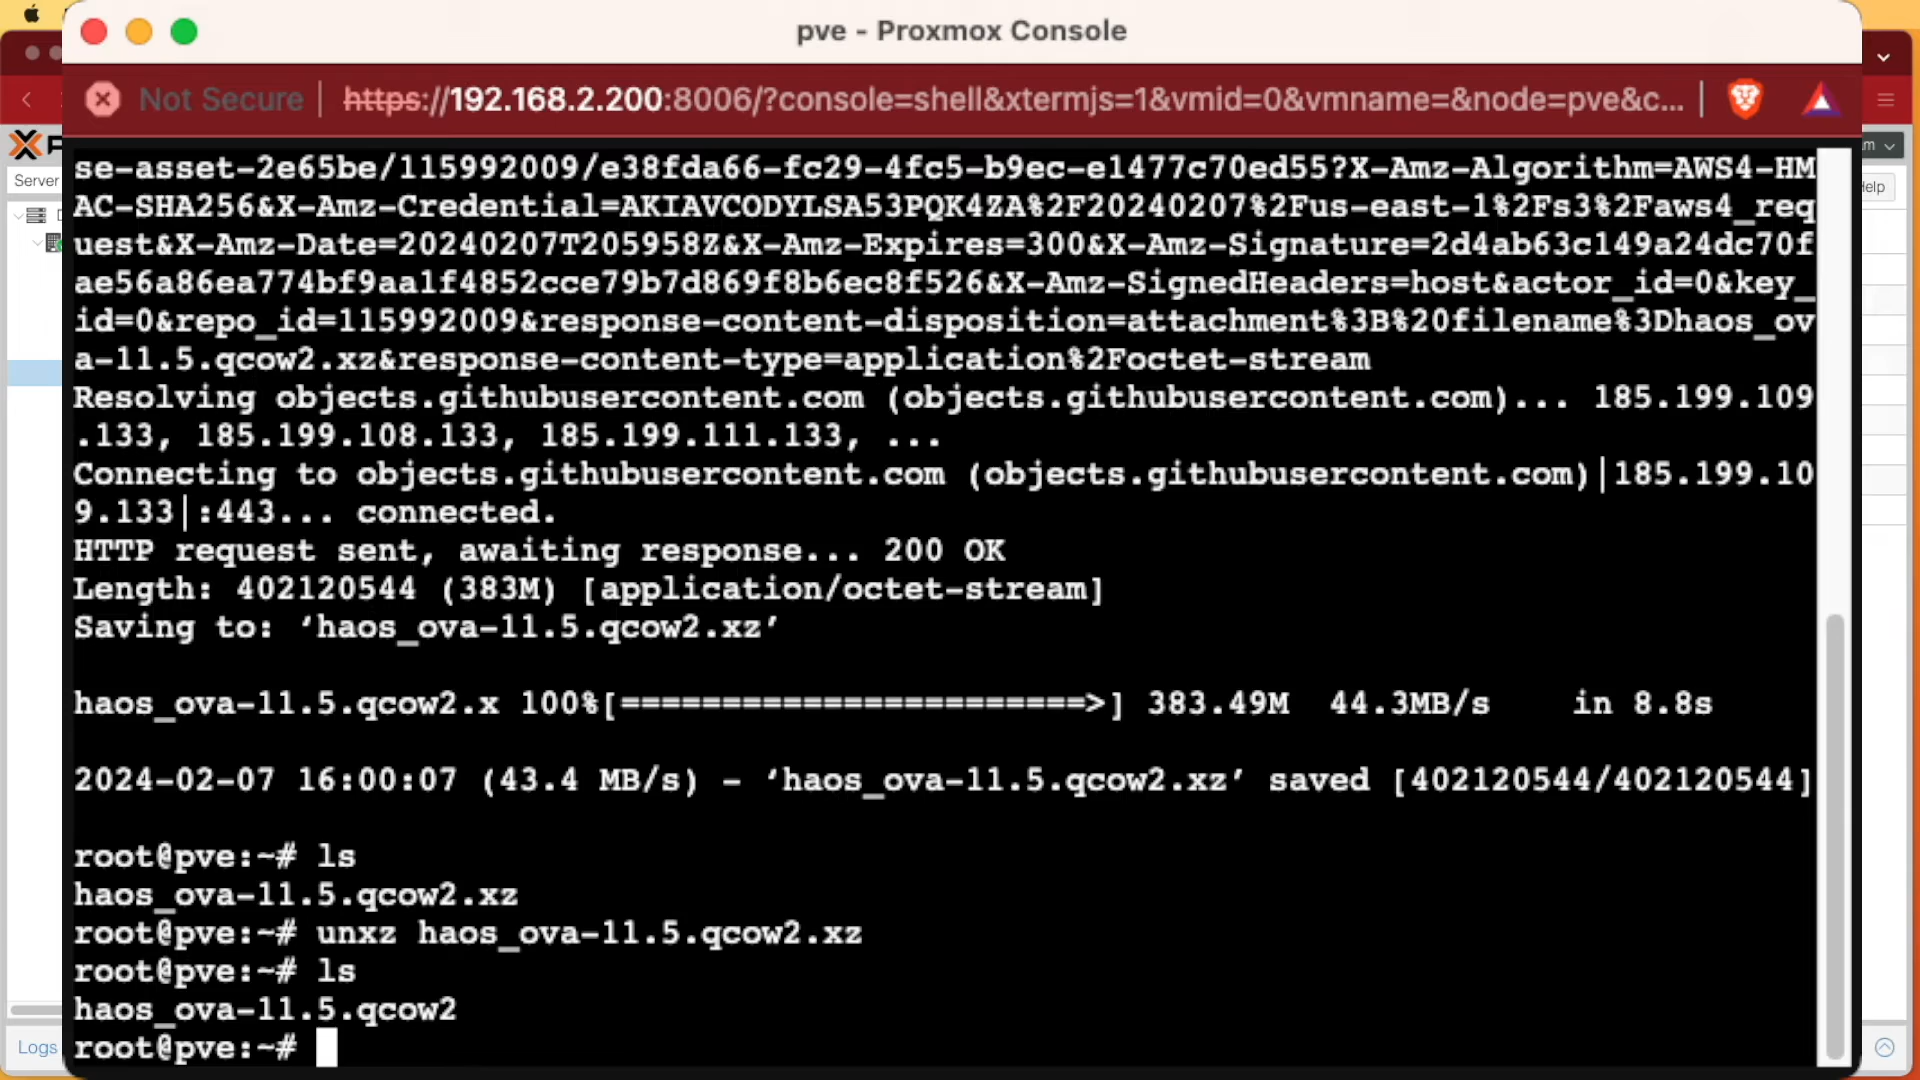 pve - Proxmox Console
Not Secure | https://192.168.2.200:8006/?console=shell&xtermjs=1&vmid=0&vmname=&node=pve&c... |
Server
Help
Logs
se-asset-2e65be/115992009/e38fda66-fc29-4fc5-b9ec-e1477c70ed55?X-Amz-Algorithm=AWS4-HM
AC-SHA256&X-Amz-Credential=AKIAVCODYLSA53PQK4ZA%2F20240207%2Fus-east-1%2Fs3%2Faws4_req
uest&X-Amz-Date=20240207T205958Z&X-Amz-Expires=300&X-Amz-Signature=2d4ab63c149a24dc70f
ae56a86ea774bf9aa1f4852cce79b7d869f8b6ec8f526&X-Amz-SignedHeaders=host&actor_id=0&key_
id=0&repo_id=115992009&response-content-disposition=attachment%3B%20filename%3Dhaos_ov
a-11.5.qcow2.xz&response-content-type=application%2Foctet-stream
Resolving objects.githubusercontent.com (objects.githubusercontent.com)... 185.199.109
.133, 185.199.108.133, 185.199.111.133, ...
Connecting to objects.githubusercontent.com (objects.githubusercontent.com)|185.199.10
9.133|:443... connected.
HTTP request sent, awaiting response... 200 OK
Length: 402120544 (383M) [application/octet-stream]
Saving to: ‘haos_ova-11.5.qcow2.xz’
haos_ova-11.5.qcow2.x 100%[=======================>] 383.49M 44.3MB/s in 8.8s
2024-02-07 16:00:07 (43.4 MB/s) - ‘haos_ova-11.5.qcow2.xz’ saved [402120544/402120544]
root@pve:~# ls
haos_ova-11.5.qcow2.xz
root@pve:~# unxz haos_ova-11.5.qcow2.xz
root@pve:~# ls
haos_ova-11.5.qcow2
root@pve:~#